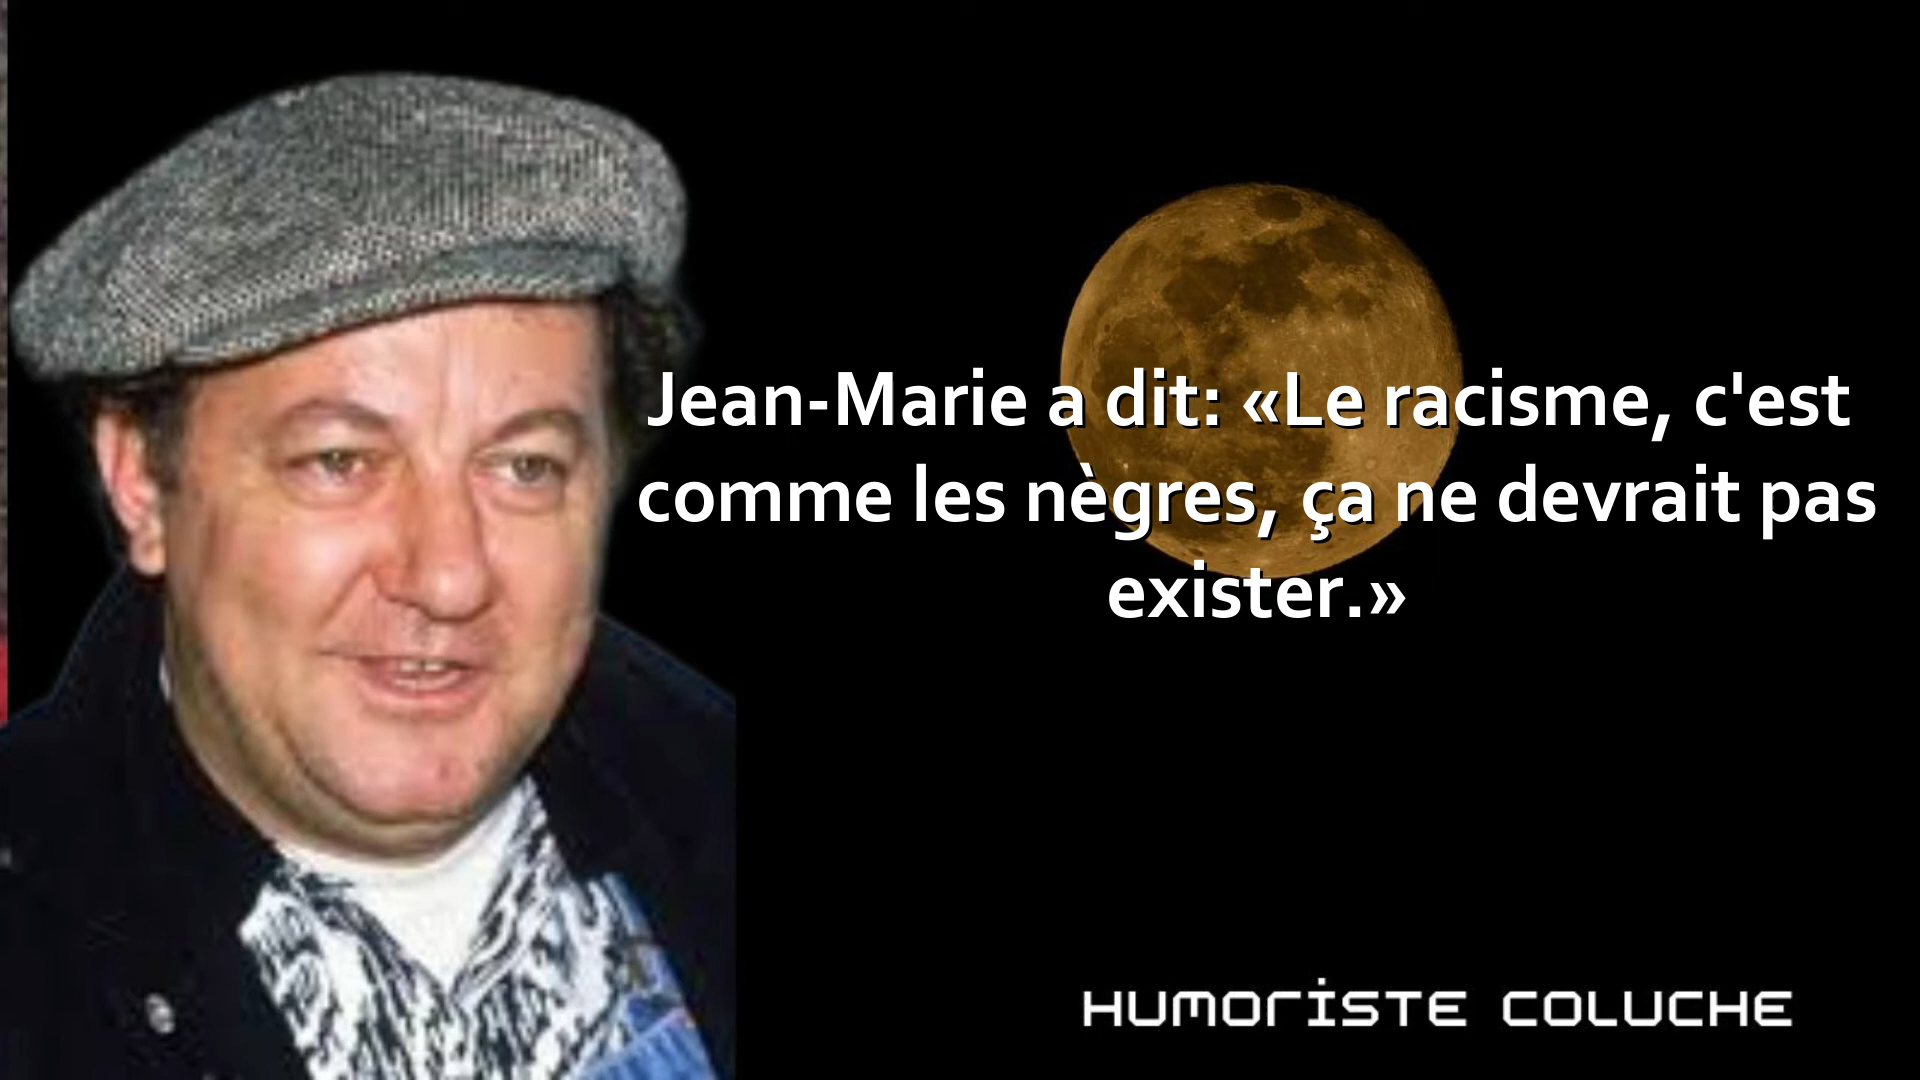 Jean-Marie a dit: «Le racisme, c'est
comme les nègres, ça ne devrait pas
exister.»
HUMORISTE COLUCHE